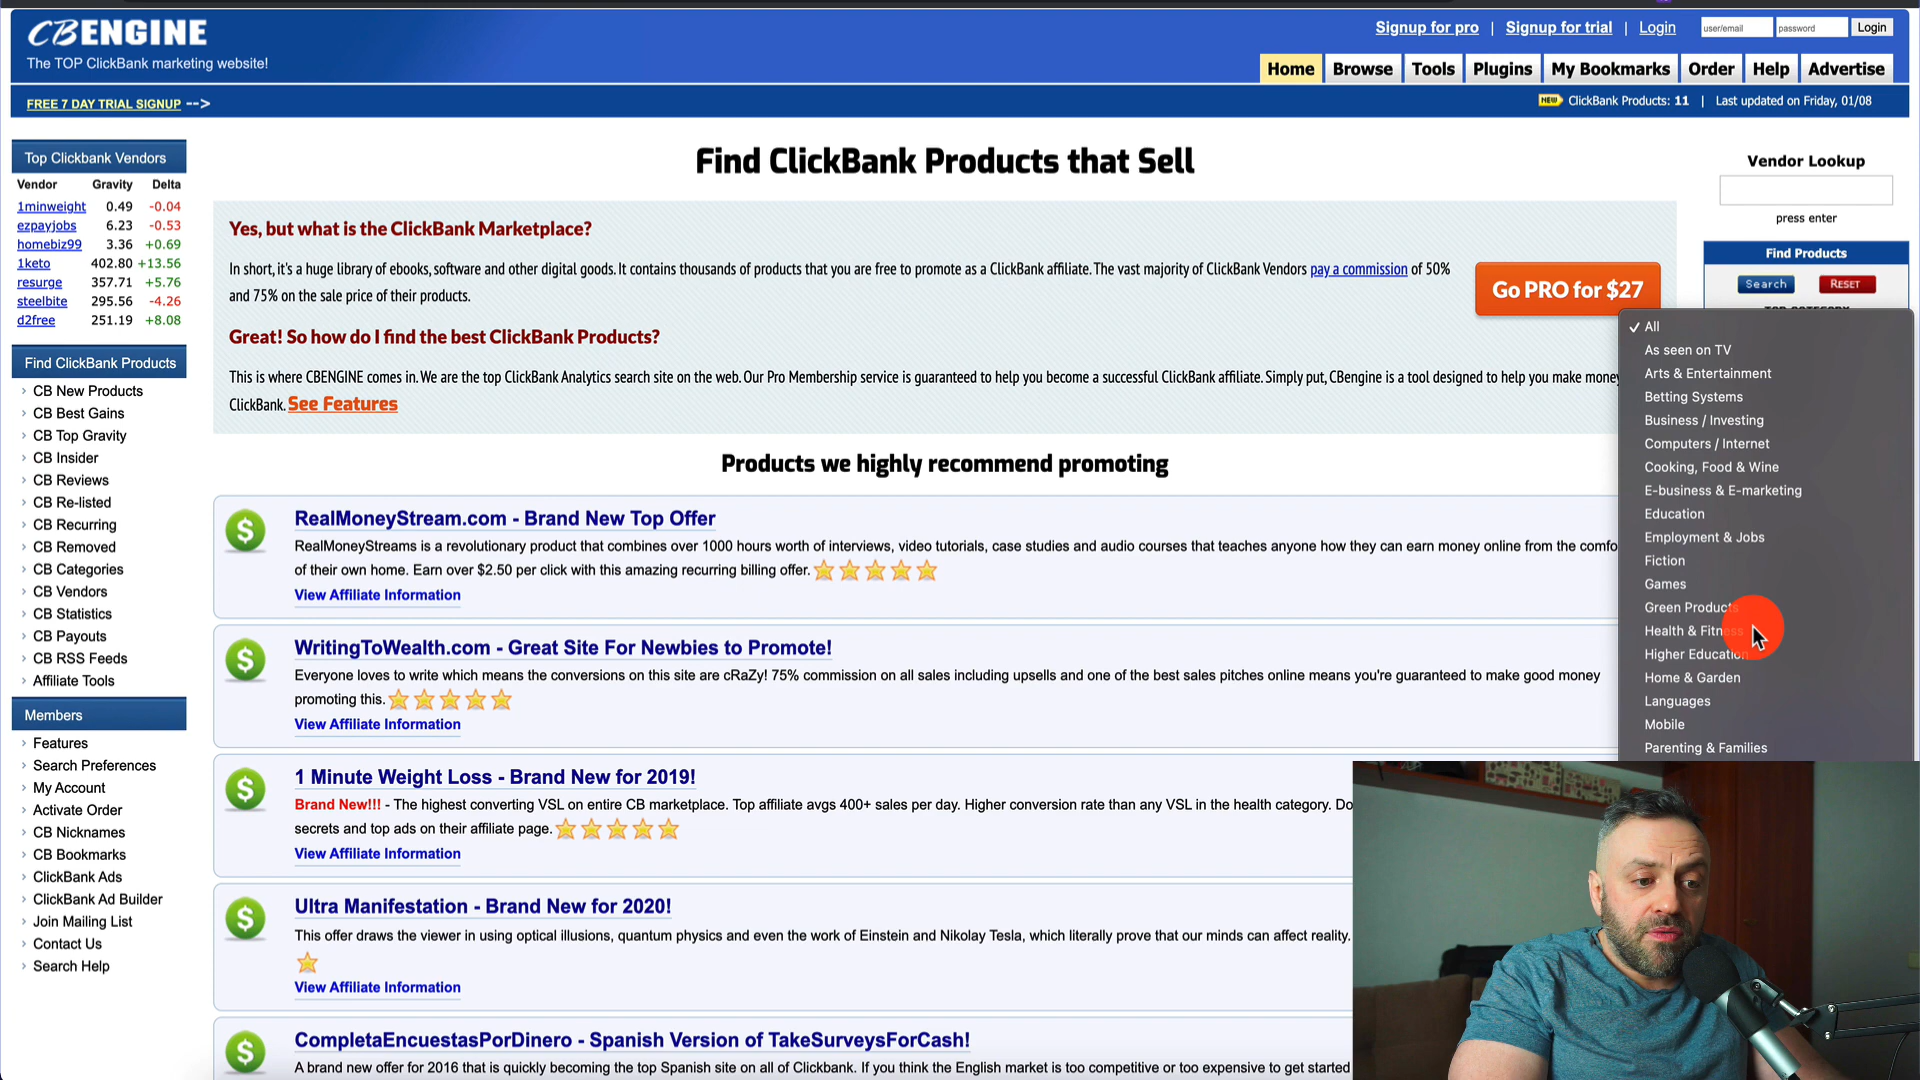 CBENGINE
The TOP ClickBank marketing website!
Signup for pro | Signup for trial | Login
user/email password Login
Home Browse Tools Plugins My Bookmarks Order Help Advertise
FREE 7 DAY TRIAL SIGNUP -->
NEW ClickBank Products: 11 | Last updated on Friday, 01/08
Top Clickbank Vendors
Vendor Gravity Delta
1minweight 0.49 -0.04
ezpayjobs 6.23 -0.53
homebiz99 3.36 +0.69
1keto 402.80 +13.56
resurge 357.71 +5.76
steelbite 295.56 -4.26
d2free 251.19 +8.08
Find ClickBank Products
CB New Products
CB Best Gains
CB Top Gravity
CB Insider
CB Reviews
CB Re-listed
CB Recurring
CB Removed
CB Categories
CB Vendors
CB Statistics
CB Payouts
CB RSS Feeds
Affiliate Tools
Members
Features
Search Preferences
My Account
Activate Order
CB Nicknames
CB Bookmarks
ClickBank Ads
ClickBank Ad Builder
Join Mailing List
Contact Us
Search Help
Find ClickBank Products that Sell
Yes, but what is the ClickBank Marketplace?
In short, it's a huge library of ebooks, software and other digital goods. It contains thousands of products that you are free to promote as a ClickBank affiliate. The vast majority of ClickBank Vendors pay a commission of 50%
and 75% on the sale price of their products.
Go PRO for $27
Great! So how do I find the best ClickBank Products?
This is where CBENGINE comes in. We are the top ClickBank Analytics search site on the web. Our Pro Membership service is guaranteed to help you become a successful ClickBank affiliate. Simply put, CBengine is a tool designed to help you make money
ClickBank. See Features
Products we highly recommend promoting
RealMoneyStream.com - Brand New Top Offer
RealMoneyStreams is a revolutionary product that combines over 1000 hours worth of interviews, video tutorials, case studies and audio courses that teaches anyone how they can earn money online from the comfo
of their own home. Earn over $2.50 per click with this amazing recurring billing offer.
View Affiliate Information
WritingToWealth.com - Great Site For Newbies to Promote!
Everyone loves to write which means the conversions on this site are cRaZy! 75% commission on all sales including upsells and one of the best sales pitches online means you're guaranteed to make good money
promoting this.
View Affiliate Information
1 Minute Weight Loss - Brand New for 2019!
Brand New!!! - The highest converting VSL on entire CB marketplace. Top affiliate avgs 400+ sales per day. Higher conversion rate than any VSL in the health category. Do
secrets and top ads on their affiliate page.
View Affiliate Information
Ultra Manifestation - Brand New for 2020!
This offer draws the viewer in using optical illusions, quantum physics and even the work of Einstein and Nikolay Tesla, which literally prove that our minds can affect reality.
View Affiliate Information
CompletaEncuestasPorDinero - Spanish Version of TakeSurveysForCash!
A brand new offer for 2016 that is quickly becoming the top Spanish site on all of Clickbank. If you think the English market is too competitive or too expensive to get started
Vendor Lookup
press enter
Find Products
Search RESET
✓ All
As seen on TV
Arts & Entertainment
Betting Systems
Business / Investing
Computers / Internet
Cooking, Food & Wine
E-business & E-marketing
Education
Employment & Jobs
Fiction
Games
Green Products
Health & Fitness
Higher Education
Home & Garden
Languages
Mobile
Parenting & Families